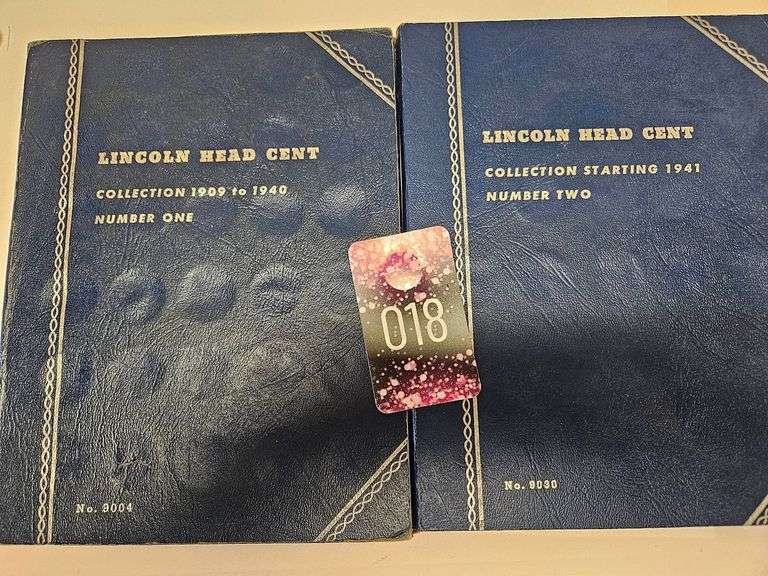 LINCOLN HEAD CENT
COLLECTION 1909 to 1940
NUMBER ONE
No. 9004
LINCOLN HEAD CENT
COLLECTION STARTING 1941
NUMBER TWO
No. 9030
018